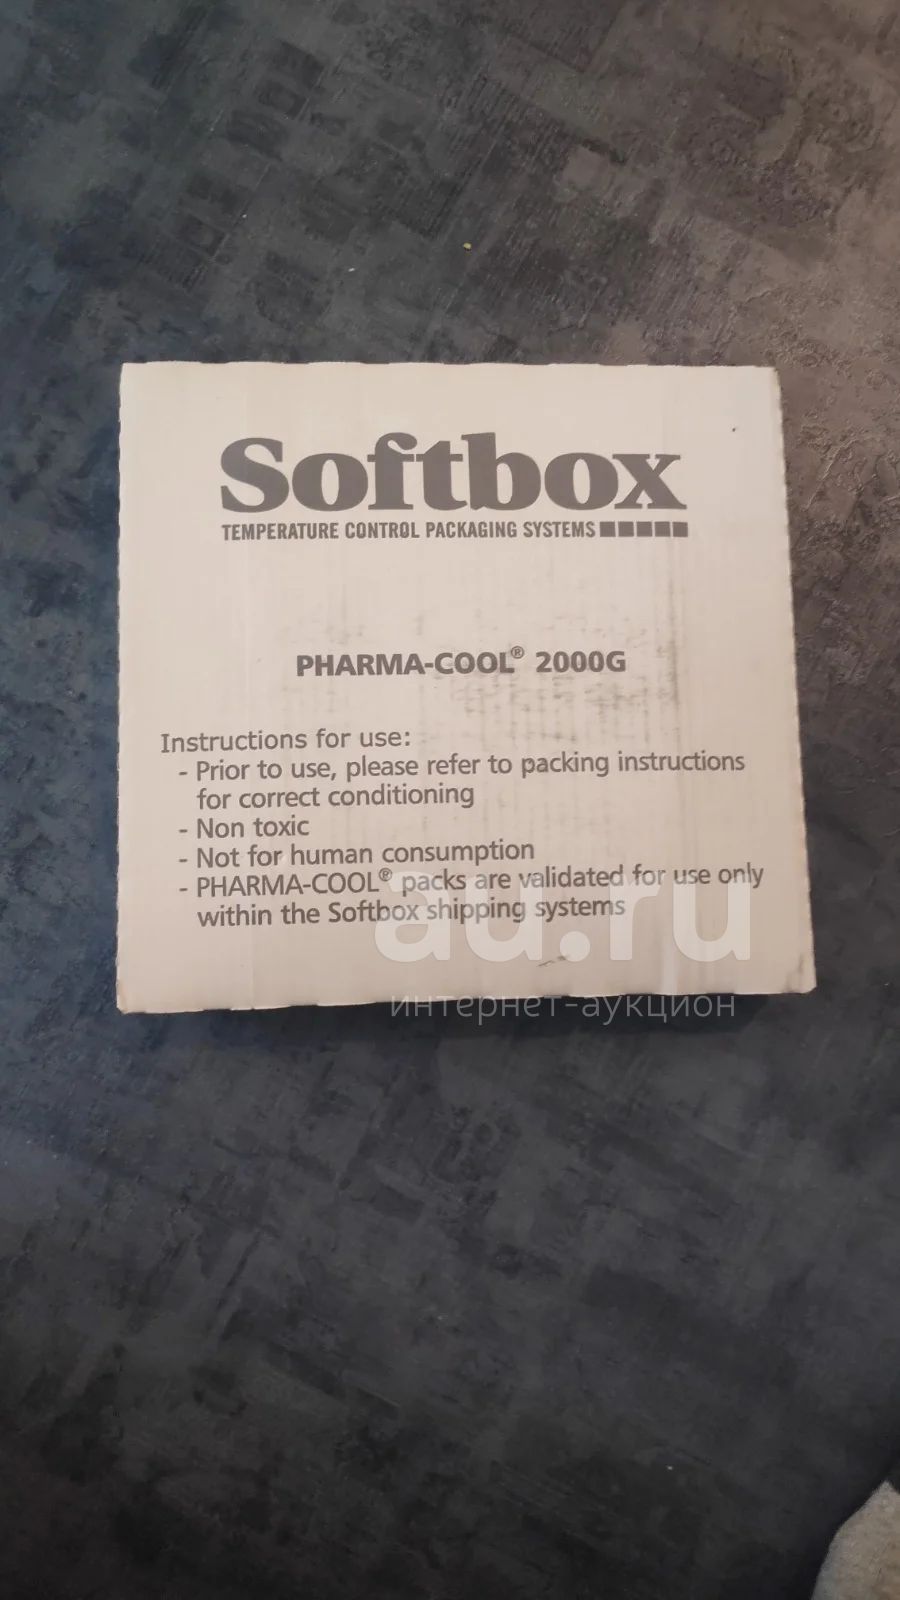 Softbox
TEMPERATURE CONTROL PACKAGING SYSTEMS
PHARMA-COOL® 2000G
Instructions for use:
- Prior to use, please refer to packing instructions
for correct conditioning
- Non toxic
- Not for human consumption
- PHARMA-COOL® packs are validated for use only
within the Softbox shipping systems
au.ru
интернет-аукцион